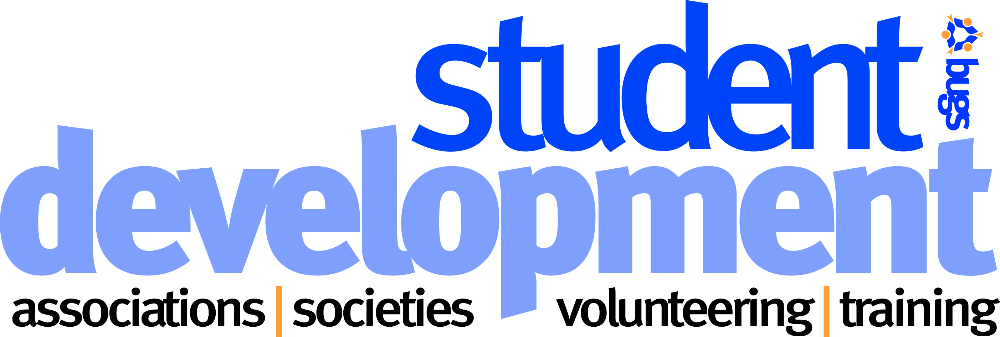 student
bugs
development
associations | societies volunteering | training